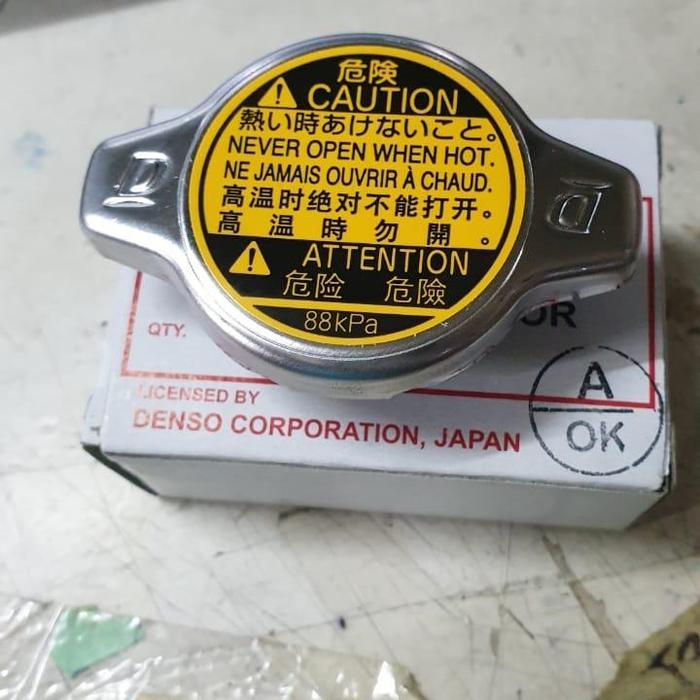 危険
CAUTION
熱い時あけないこと。
NEVER OPEN WHEN HOT.
NE JAMAIS OUVRIR À CHAUD.
高温时绝对不能打开。
高温時勿開。
ATTENTION
危险 危險
88kPa
D
D
OR
QTY.
LICENSED BY
DENSO CORPORATION, JAPAN
A
OK